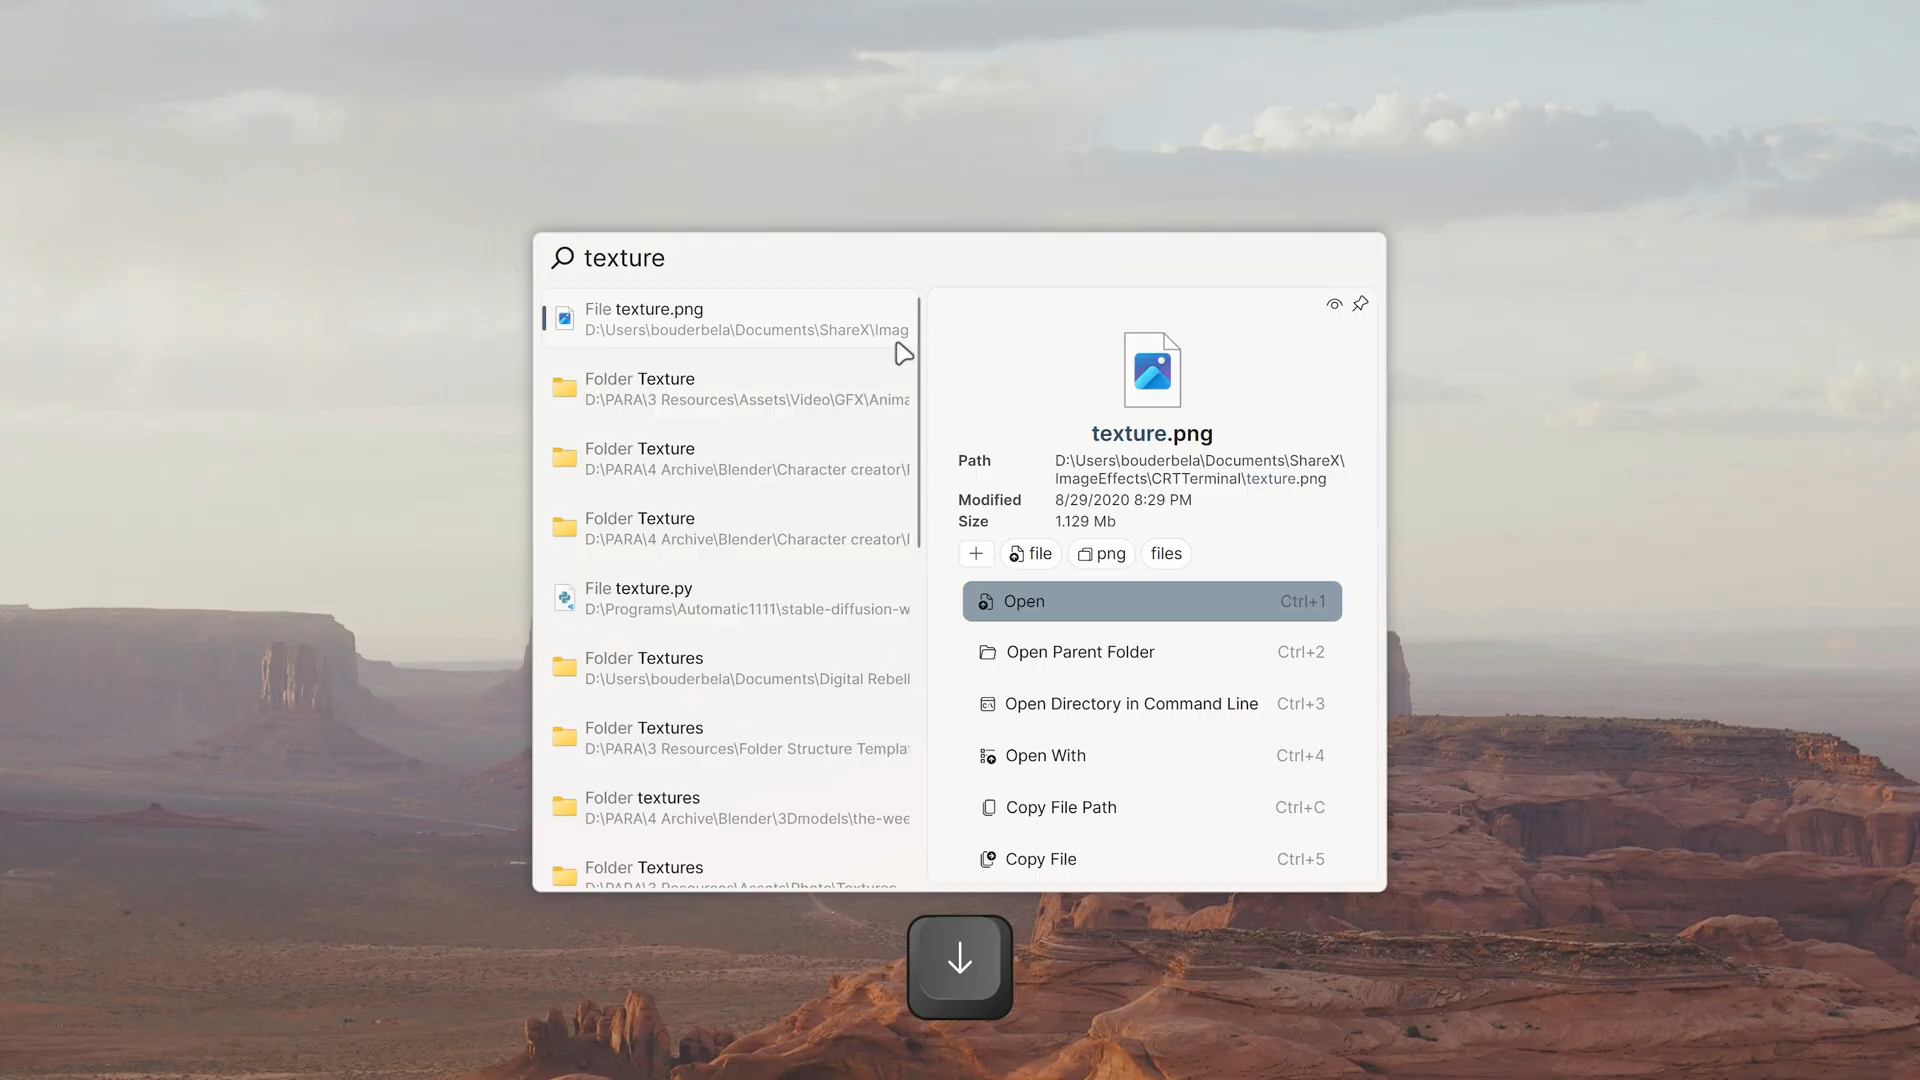 texture
File texture.png
D:\Users\bouderbela\Documents\ShareX\Imag
Folder Texture
D:\PARA\3 Resources\Assets\Video\GFX\Anima
Folder Texture
D:\PARA\4 Archive\Blender\Character creator\
Folder Texture
D:\PARA\4 Archive\Blender\Character creator\
File texture.py
D:\Programs\Automatic1111\stable-diffusion-w
Folder Textures
D:\Users\bouderbela\Documents\Digital Rebell
Folder Textures
D:\PARA\3 Resources\Folder Structure Templa
Folder textures
D:\PARA\4 Archive\Blender\3Dmodels\the-wee
Folder Textures
D:\PARA\3 Resources\Assets\Photo\Textures
texture.png
Path D:\Users\bouderbela\Documents\ShareX\
ImageEffects\CRTTerminal\texture.png
Modified 8/29/2020 8:29 PM
Size 1.129 Mb
file png files
Open Ctrl+1
Open Parent Folder Ctrl+2
Open Directory in Command Line Ctrl+3
Open With Ctrl+4
Copy File Path Ctrl+C
Copy File Ctrl+5